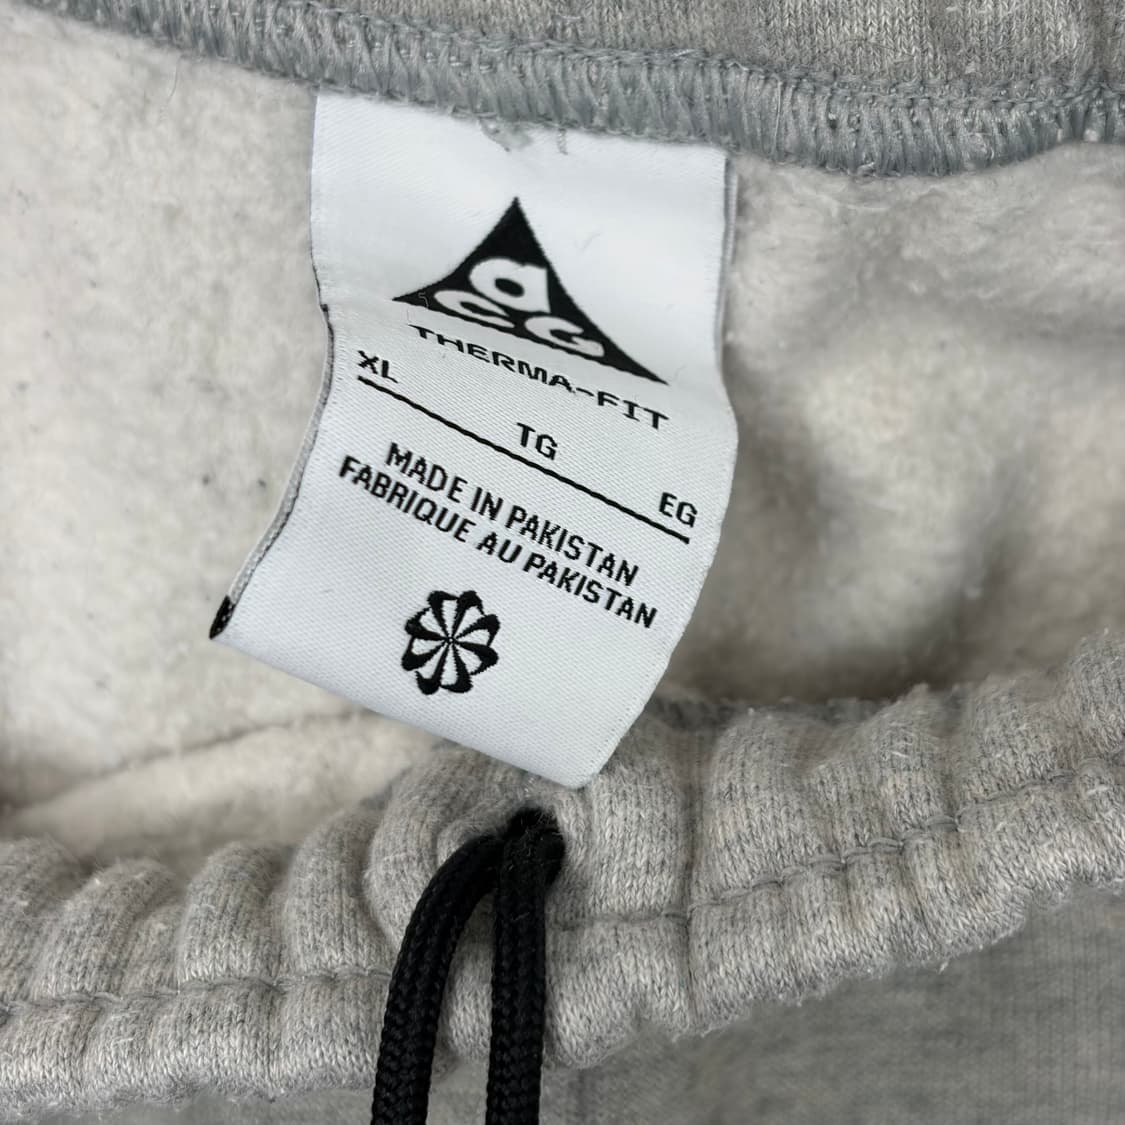 aCG
THERMA-FIT
XL TG EG
MADE IN PAKISTAN
FABRIQUE AU PAKISTAN